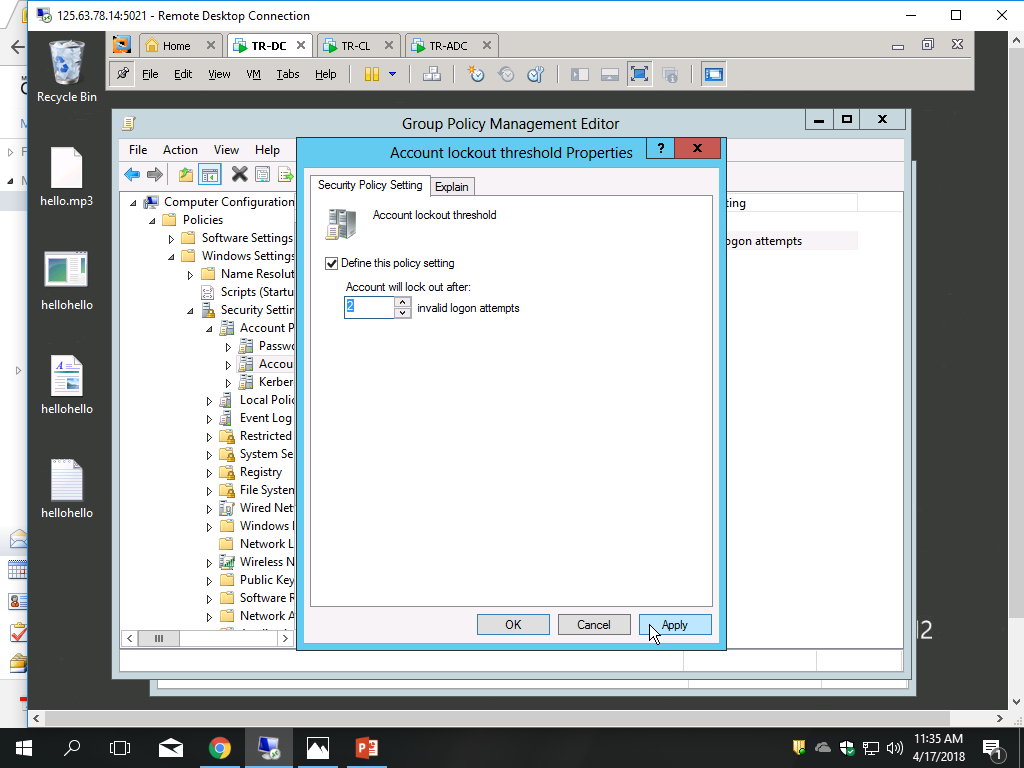 125.63.78.14:5021 - Remote Desktop Connection
Home
TR-DC
TR-CL
TR-ADC
File Edit View VM Tabs Help
Recycle Bin
hello.mp3
hellohello
hellohello
hellohello
Group Policy Management Editor
File Action View Help
Computer Configuration
Policies
Software Settings
Windows Settings
Name Resolut
Scripts (Startu
Security Settin
Account P
Passwo
Accou
Kerber
Local Polic
Event Log
Restricted
System Se
Registry
File System
Wired Net
Windows F
Network L
Wireless N
Public Key
Software R
Network A
ting
ogon attempts
Account lockout threshold Properties
Security Policy Setting
Explain
Account lockout threshold
Define this policy setting
Account will lock out after:
2
invalid logon attempts
OK
Cancel
Apply
12
11:35 AM
4/17/2018
1